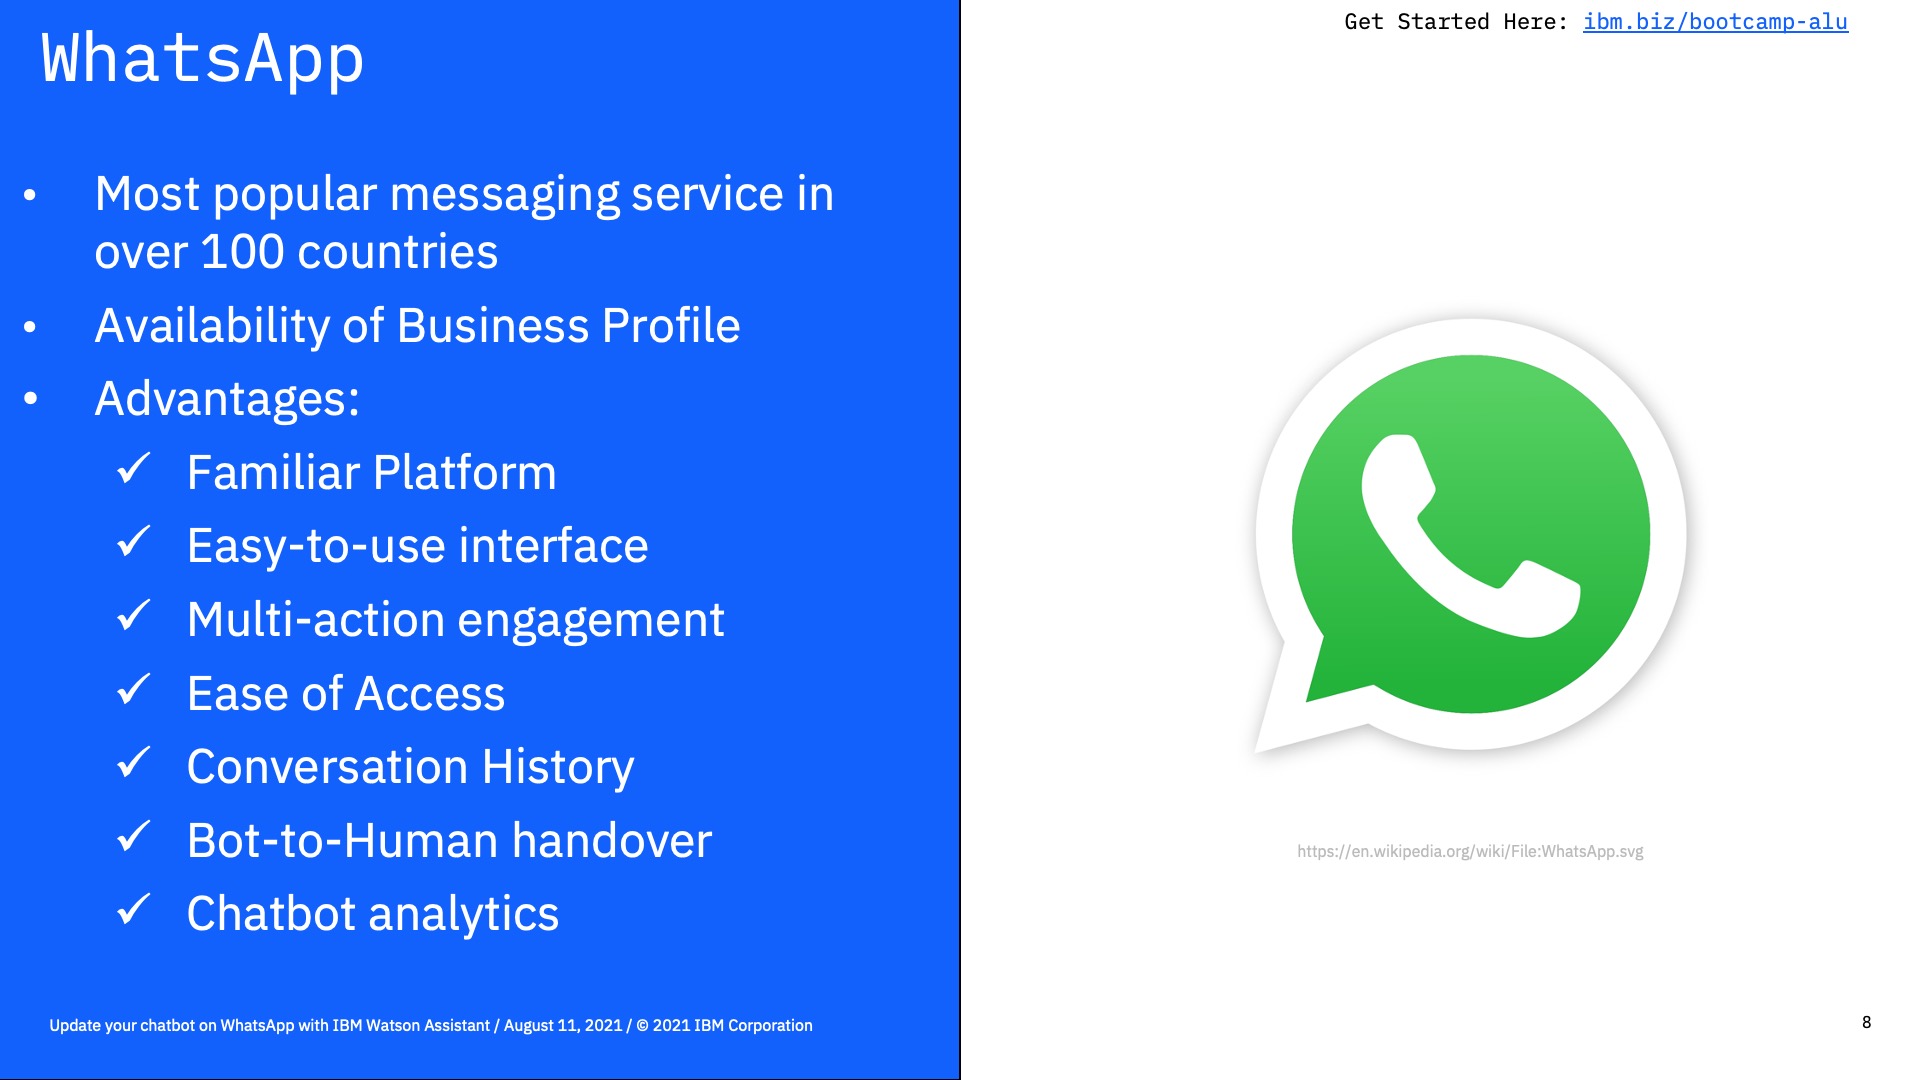 WhatsApp
Get Started Here: ibm.biz/bootcamp-alu
• Most popular messaging service in
over 100 countries
• Availability of Business Profile
• Advantages:
✓ Familiar Platform
✓ Easy-to-use interface
✓ Multi-action engagement
✓ Ease of Access
✓ Conversation History
✓ Bot-to-Human handover
✓ Chatbot analytics
https://en.wikipedia.org/wiki/File:WhatsApp.svg
Update your chatbot on WhatsApp with IBM Watson Assistant / August 11, 2021 / © 2021 IBM Corporation
8